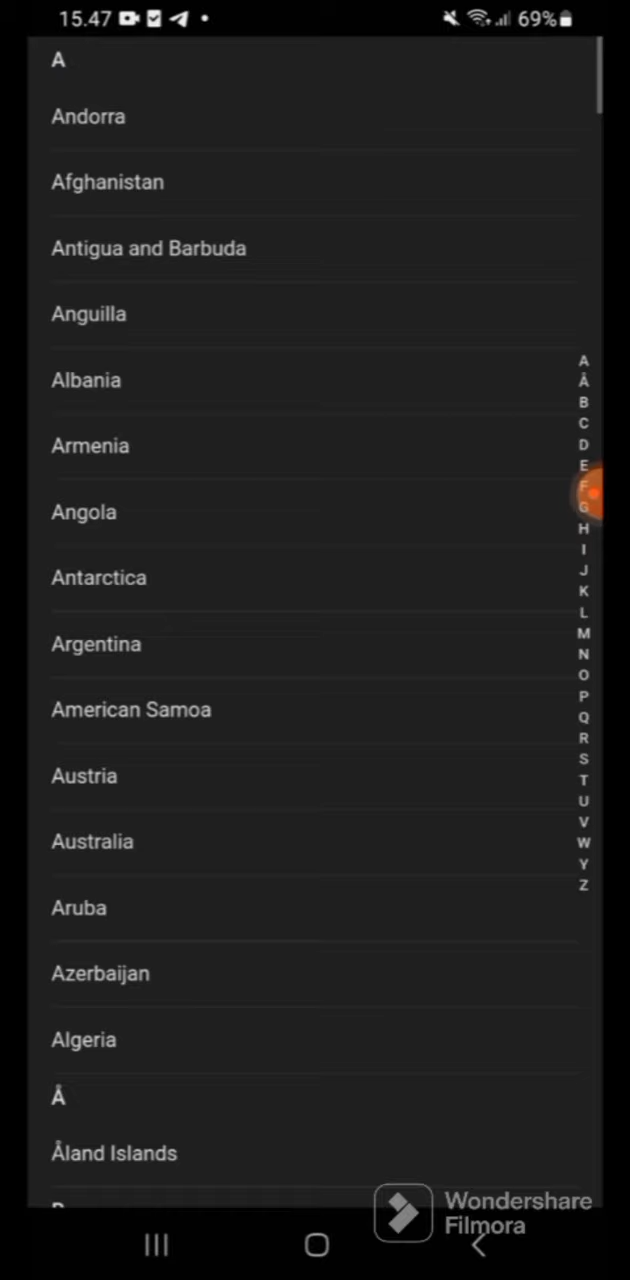 15.47 69%
A
Andorra
Afghanistan
Antigua and Barbuda
Anguilla
Albania
Armenia
Angola
Antarctica
Argentina
American Samoa
Austria
Australia
Aruba
Azerbaijan
Algeria
Å
Åland Islands
A
Å
B
C
D
E
F
G
H
I
J
K
L
M
N
O
P
Q
R
S
T
U
V
W
Y
Z
Wondershare
Filmora